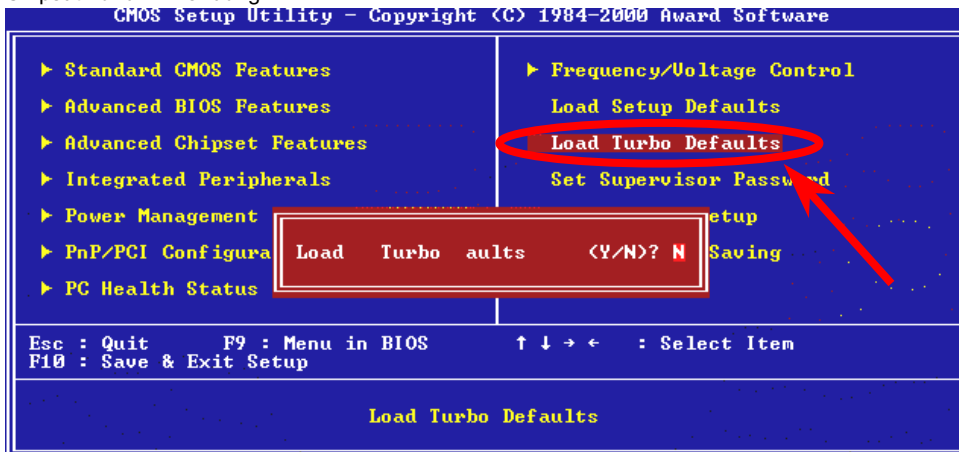 CMOS Setup Utility – Copyright (C) 1984–2000 Award Software
▶ Standard CMOS Features
▶ Advanced BIOS Features
▶ Advanced Chipset Features
▶ Integrated Peripherals
▶ Power Management
▶ PnP/PCI Configura
▶ PC Health Status
▶ Frequency/Voltage Control
Load Setup Defaults
Load Turbo Defaults
Set Supervisor Password
etup
Saving
Load Turbo aults (Y/N)? N
Esc : Quit F9 : Menu in BIOS ↑ ↓ → ← : Select Item
F10 : Save & Exit Setup
Load Turbo Defaults